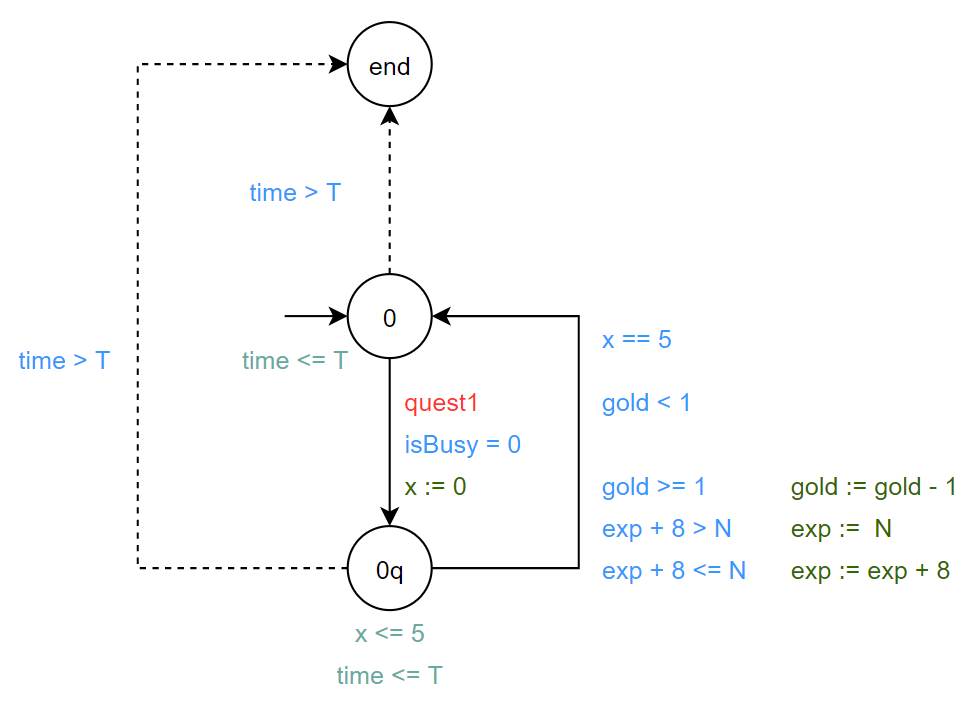 end
time > T
0
time <= T
time > T
x == 5
quest1
gold < 1
isBusy = 0
x := 0
gold >= 1 gold := gold - 1
exp + 8 > N exp := N
0q
exp + 8 <= N exp := exp + 8
x <= 5
time <= T